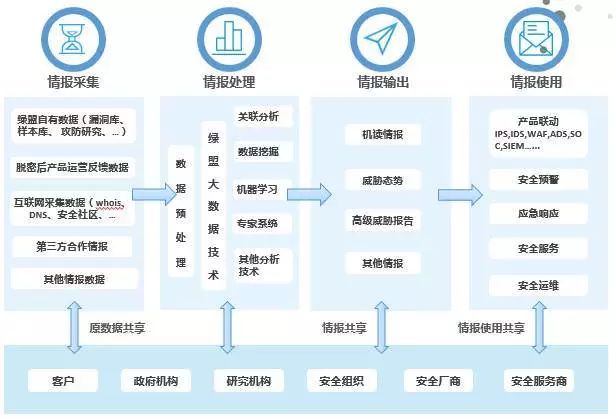 情报采集
情报处理
情报输出
情报使用
绿盟自有数据（漏洞库、
样本库、攻防研究、…）
脱密后产品运营反馈数据
互联网采集数据（whois,
DNS、安全社区、…
第三方合作情报
其他情报数据
数据预处理
绿盟大数据技术
关联分析
数据挖掘
机器学习
专家系统
其他分析
技术
机读情报
威胁态势
高级威胁报告
其他情报
产品联动
IPS,IDS,WAF,ADS,SO
C,SIEM……
安全预警
应急响应
安全服务
安全运维
原数据共享
情报共享
情报使用共享
客户
政府机构
研究机构
安全组织
安全厂商
安全服务商